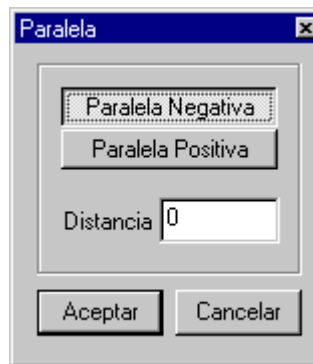 Paralela
Paralela Negativa
Paralela Positiva
Distancia 0
Aceptar Cancelar